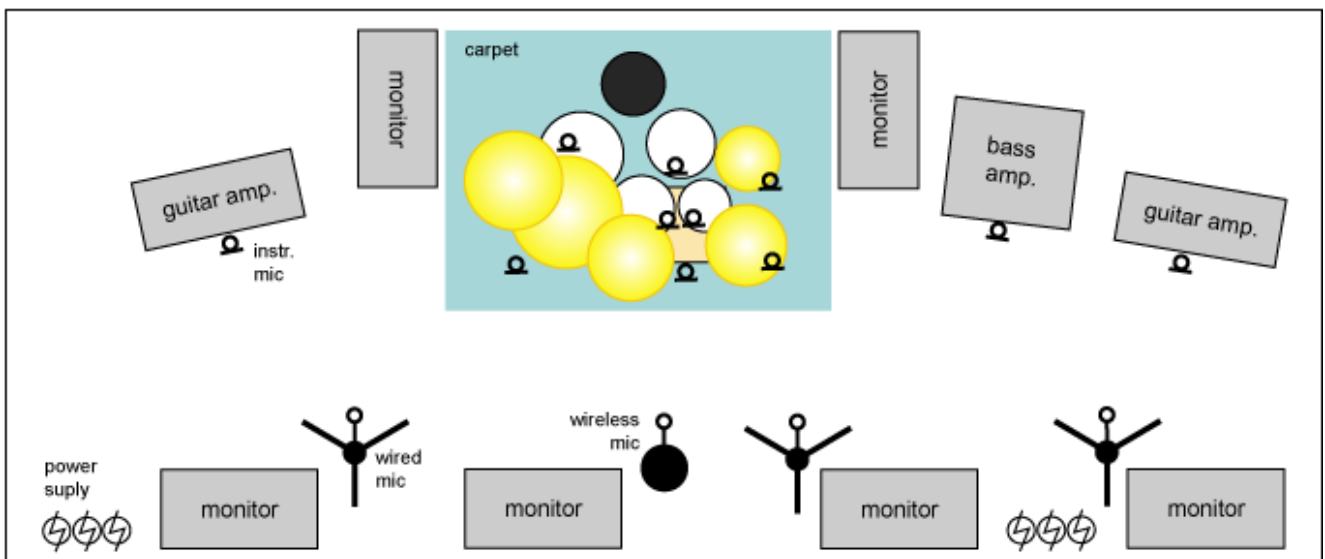 carpet
monitor
monitor
bass
amp.
guitar amp.
guitar amp.
instr.
mic
wireless
mic
wired
mic
power
suply
monitor
monitor
monitor
monitor